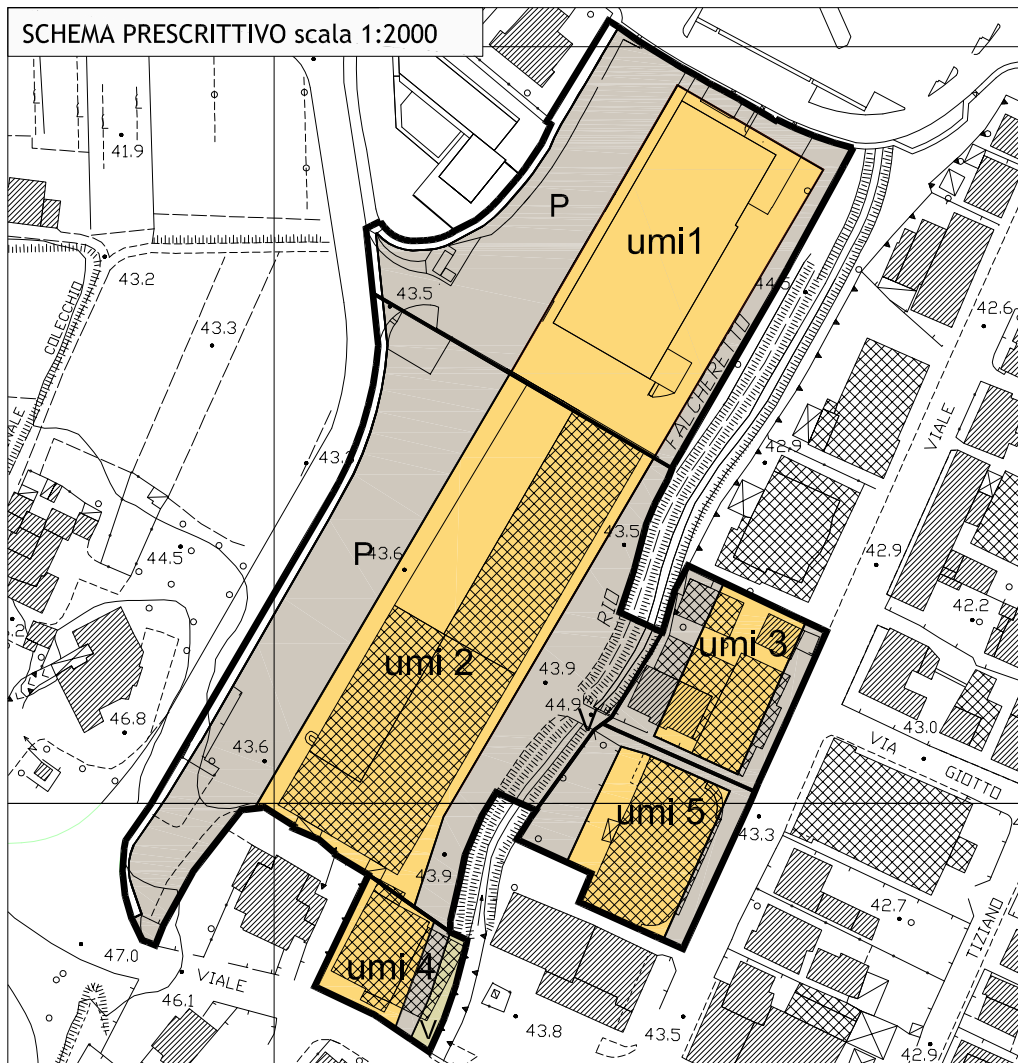 SCHEMA PRESCRITTIVO scala 1:2000
41.9
P
umi1
43.2
COLECCHIO
43.3
43.5
44.5
42.6
FALCHERETTO
VIALE
42.9
P
43.6
43.5
44.5
42.9
42.2
RIO
umi 3
umi 2
43.9
44.9
V
46.8
43.6
43.0
VIA
GIOTTO
umi 5
43.3
43.9
42.7
TIZIANO
47.0
VIALE
46.1
umi 4
V
43.8
43.5
42.9